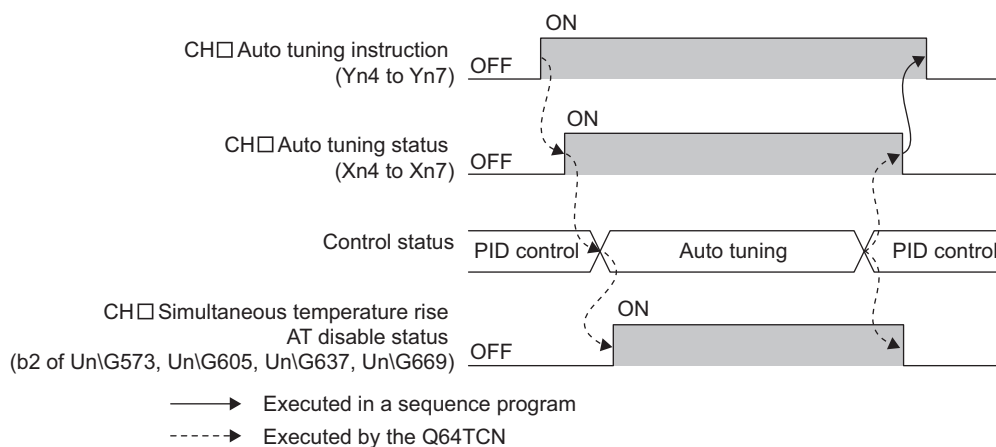 ON
CH□ Auto tuning instruction
(Yn4 to Yn7)
OFF
ON
CH□ Auto tuning status
(Xn4 to Xn7)
OFF
Control status
PID control
Auto tuning
PID control
CH□ Simultaneous temperature rise
AT disable status
(b2 of Un\G573, Un\G605, Un\G637, Un\G669)
ON
OFF
Executed in a sequence program
Executed by the Q64TCN